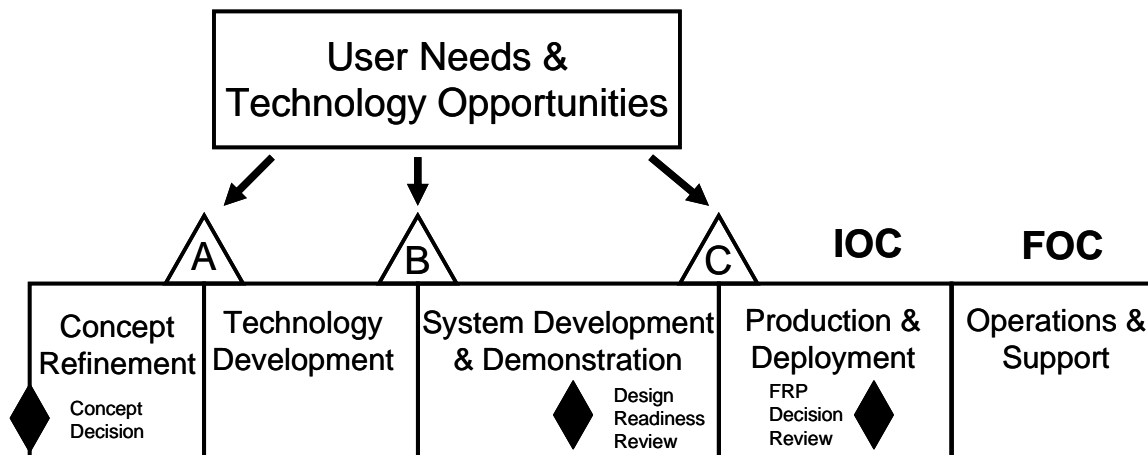 User Needs &
Technology Opportunities
A
B
C
IOC
FOC
Concept
Refinement
Concept
Decision
Technology
Development
System Development
& Demonstration
Design
Readiness
Review
Production &
Deployment
FRP
Decision
Review
Operations &
Support